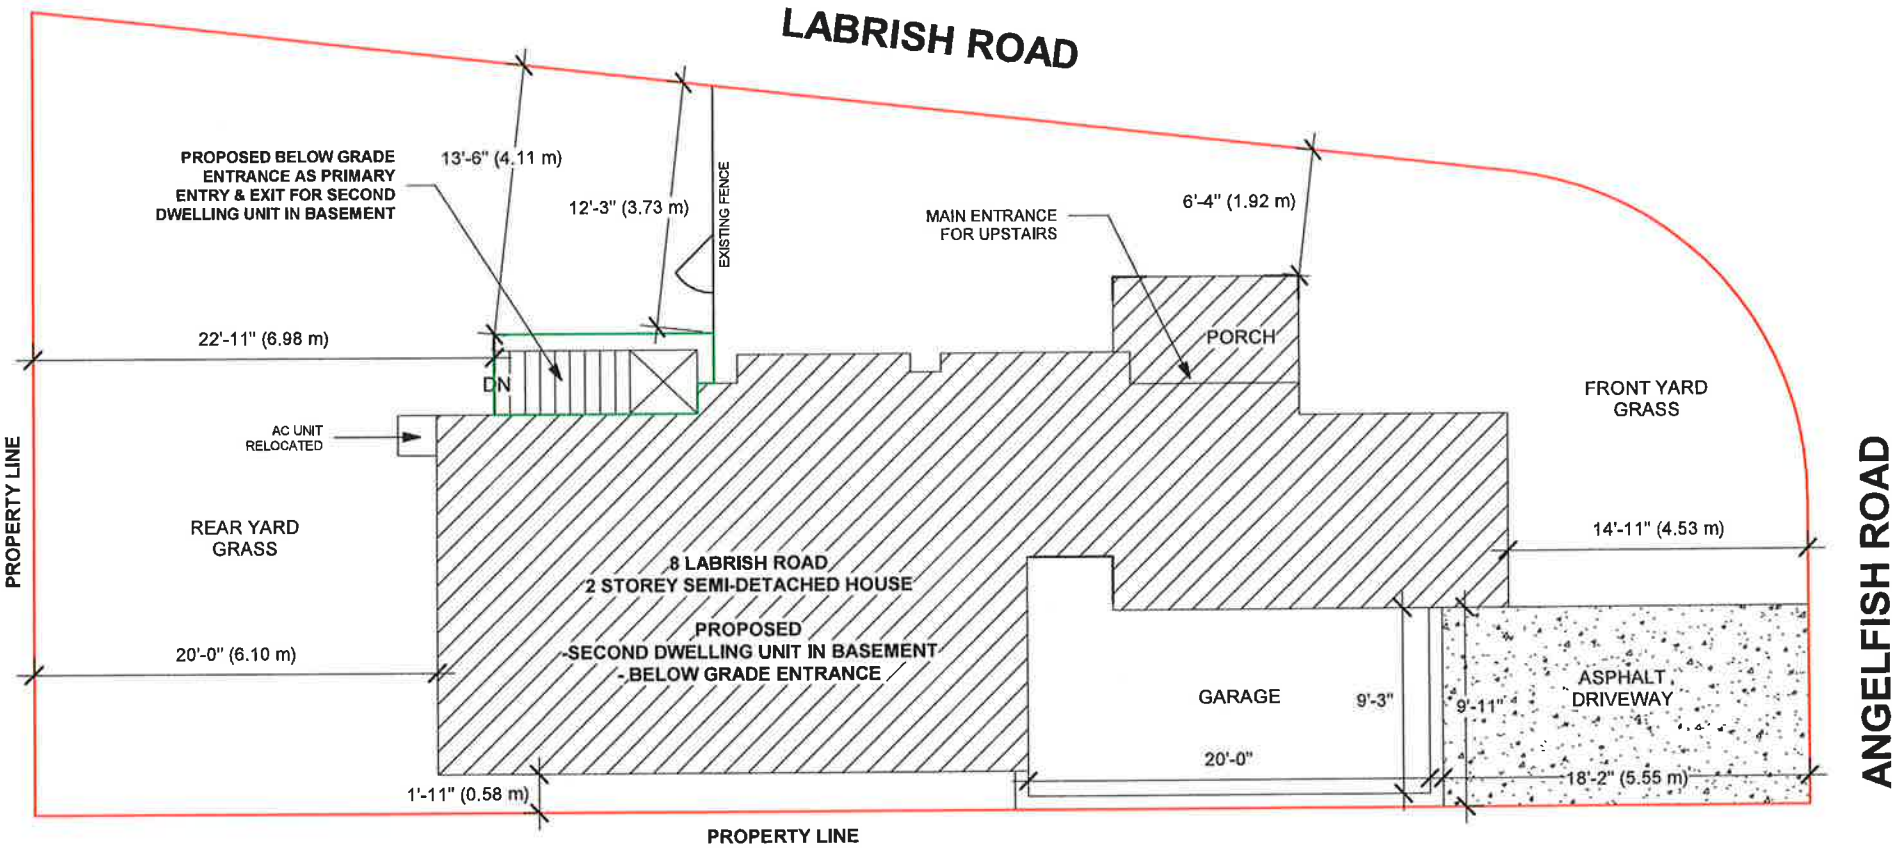 LABRISH ROAD
PROPOSED BELOW GRADE
ENTRANCE AS PRIMARY
ENTRY & EXIT FOR SECOND
DWELLING UNIT IN BASEMENT
13'-6" (4.11 m)
12'-3" (3.73 m)
EXISTING FENCE
MAIN ENTRANCE
FOR UPSTAIRS
6'-4" (1.92 m)
PORCH
22'-11" (6.98 m)
DN
FRONT YARD
GRASS
AC UNIT
RELOCATED
PROPERTY LINE
REAR YARD
GRASS
14'-11" (4.53 m)
ANGELFISH ROAD
8 LABRISH ROAD
2 STOREY SEMI-DETACHED HOUSE
PROPOSED
-SECOND DWELLING UNIT IN BASEMENT
- BELOW GRADE ENTRANCE
20'-0" (6.10 m)
GARAGE
9'-3"
9'-11"
ASPHALT
DRIVEWAY
20'-0"
18'-2" (5.55 m)
1'-11" (0.58 m)
PROPERTY LINE